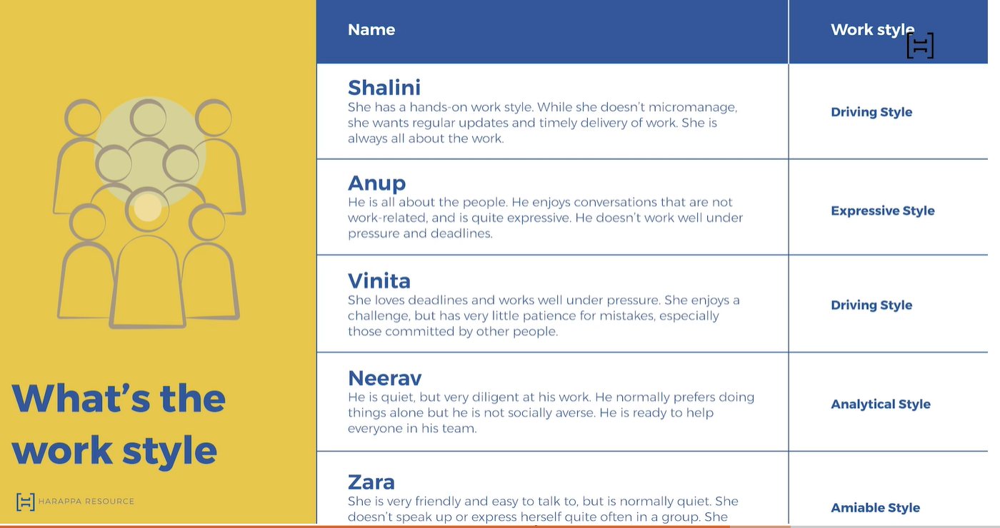 Name
Work style
Shalini
She has a hands-on work style. While she doesn't micromanage,
she wants regular updates and timely delivery of work. She is
always all about the work.
Driving Style
Anup
He is all about the people. He enjoys conversations that are not
work-related, and is quite expressive. He doesn't work well under
pressure and deadlines.
Expressive Style
Vinita
She loves deadlines and works well under pressure. She enjoys a
challenge, but has very little patience for mistakes, especially
those committed by other people.
Driving Style
Neerav
He is quiet, but very diligent at his work. He normally prefers doing
things alone but he is not socially averse. He is ready to help
everyone in his team.
Analytical Style
Zara
She is very friendly and easy to talk to, but is normally quiet. She
doesn't speak up or express herself quite often in a group. She
Amiable Style
What's the
work style
HARAPPA RESOURCE